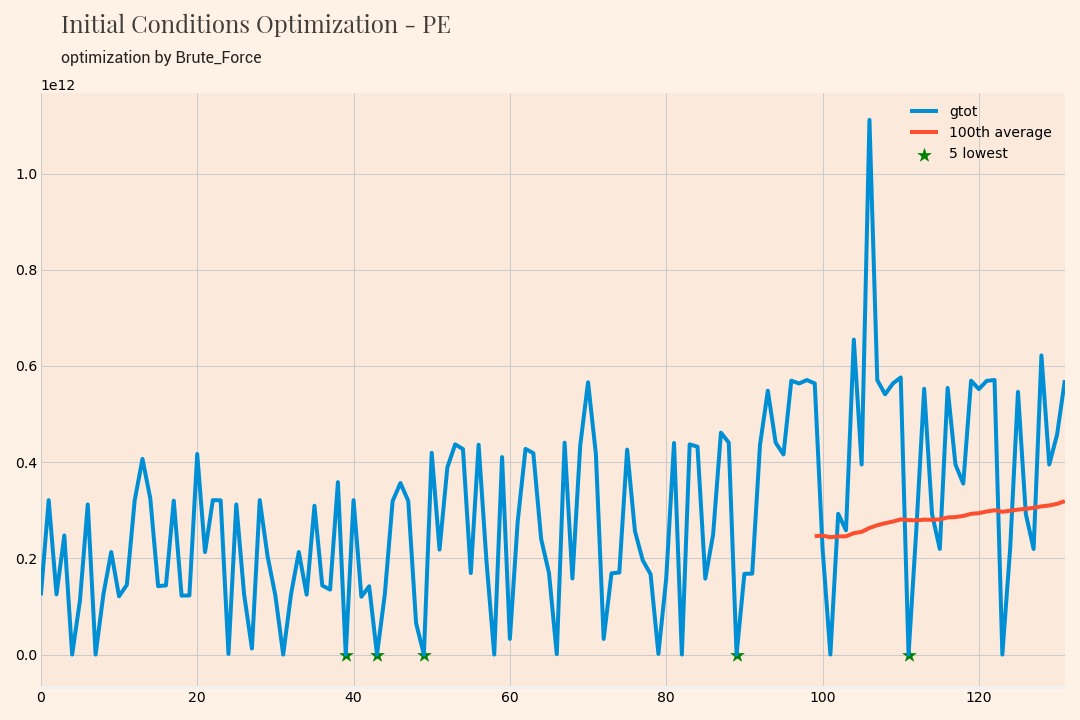 Initial Conditions Optimization - PE
optimization by Brute_Force
1e12
gtot
100th average
5 lowest
1.0
0.8
0.6
0.4
0.2
0.0
0 20 40 60 80 100 120